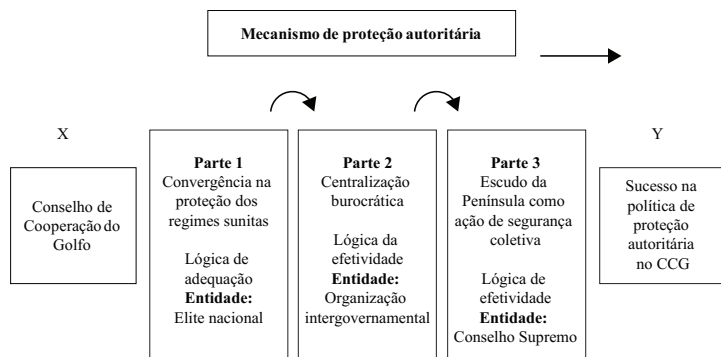 Mecanismo de proteção autoritária
X
Y
Conselho de
Cooperação do
Golfo
Parte 1
Convergência na
proteção dos
regimes sunitas
Lógica de
adequação
Entidade:
Elite nacional
Parte 2
Centralização
burocrática
Lógica da
efetividade
Entidade:
Organização
intergovernamental
Parte 3
Escudo da
Península como
ação de segurança
coletiva
Lógica de
efetividade
Entidade:
Conselho Supremo
Sucesso na
política de
proteção
autoritária
no CCG